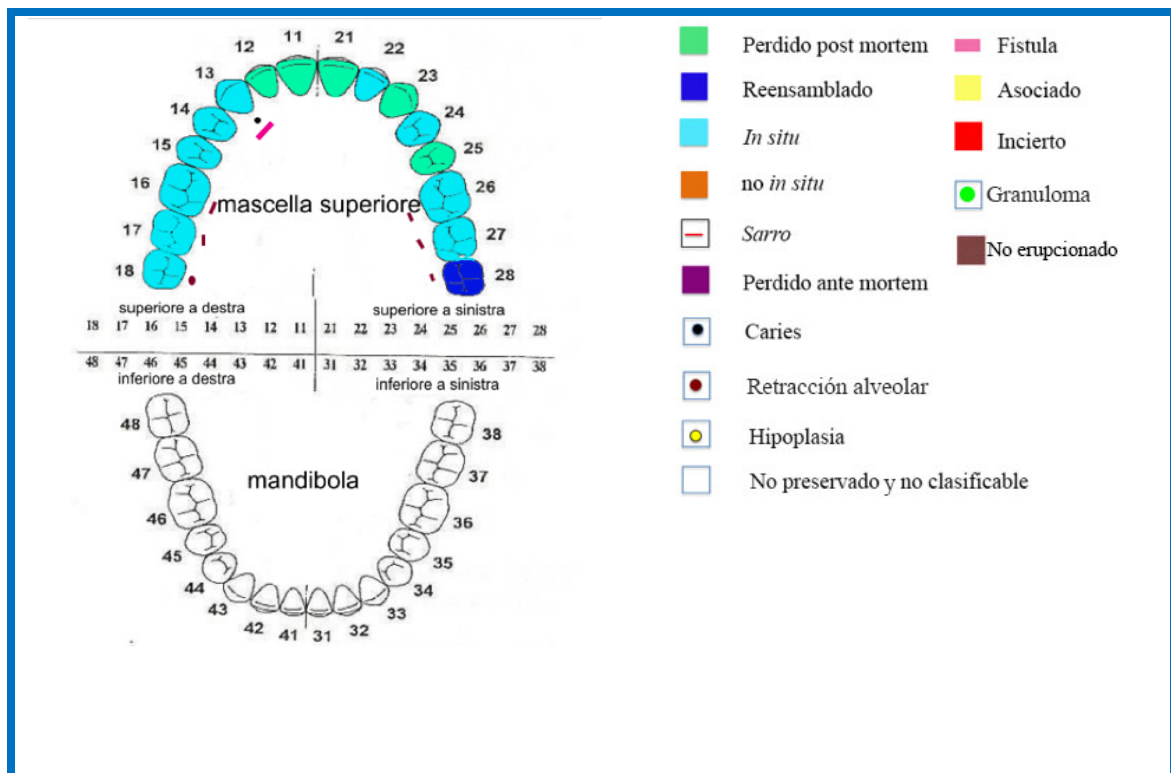 11 21
12 22
13 23
14 24
15 25
16 26
mascella superiore
17 27
18 28
superiore a destra superiore a sinistra
18 17 16 15 14 13 12 11 21 22 23 24 25 26 27 28
48 47 46 45 44 43 42 41 31 32 33 34 35 36 37 38
inferiore a destra inferiore a sinistra
48 38
47 37
mandibola
46 36
45 35
44 34
43 33
42 41 31 32
Perdido post mortem
Reensamblado
In situ
no in situ
Sarro
Perdido ante mortem
Caries
Retracción alveolar
Hipoplasia
No preservado y no clasificable
Fistula
Asociado
Incierto
Granuloma
No erupcionado